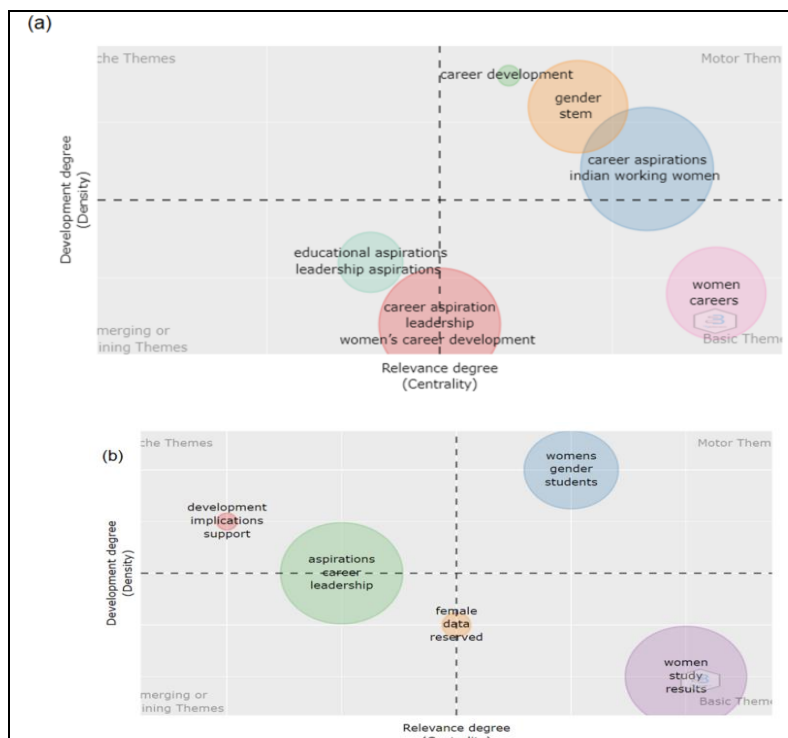 (a)
che Themes
Motor Them
career development
gender
stem
career aspirations
indian working women
Development degree
(Density)
educational aspirations
leadership aspirations
career aspiration
leadership
women's career development
women
careers
merging or
ining Themes
Basic Theme
Relevance degree
(Centrality)
(b)
che Themes
Motor Them
womens
gender
students
development
implications
support
aspirations
career
leadership
Development degree
(Density)
female
data
reserved
women
study
results
merging or
ining Themes
Basic Theme
Relevance degree
(Centrality)